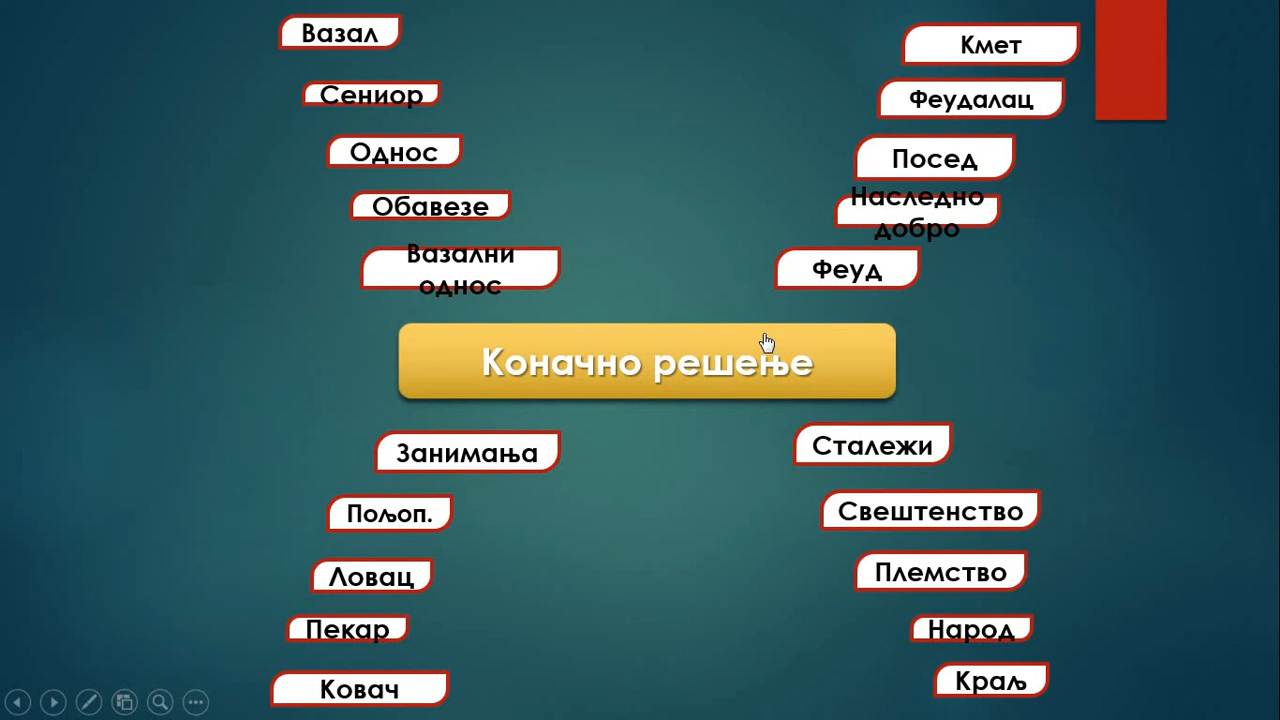 Вазал
Сениор
Однос
Обавезе
Вазални
однос
Кмет
Феудалац
Посед
Наследно
добро
Феуд
Коначно решење
Занимања
Пољоп.
Ловац
Пекар
Ковач
Сталежи
Свештенство
Племство
Народ
Краљ